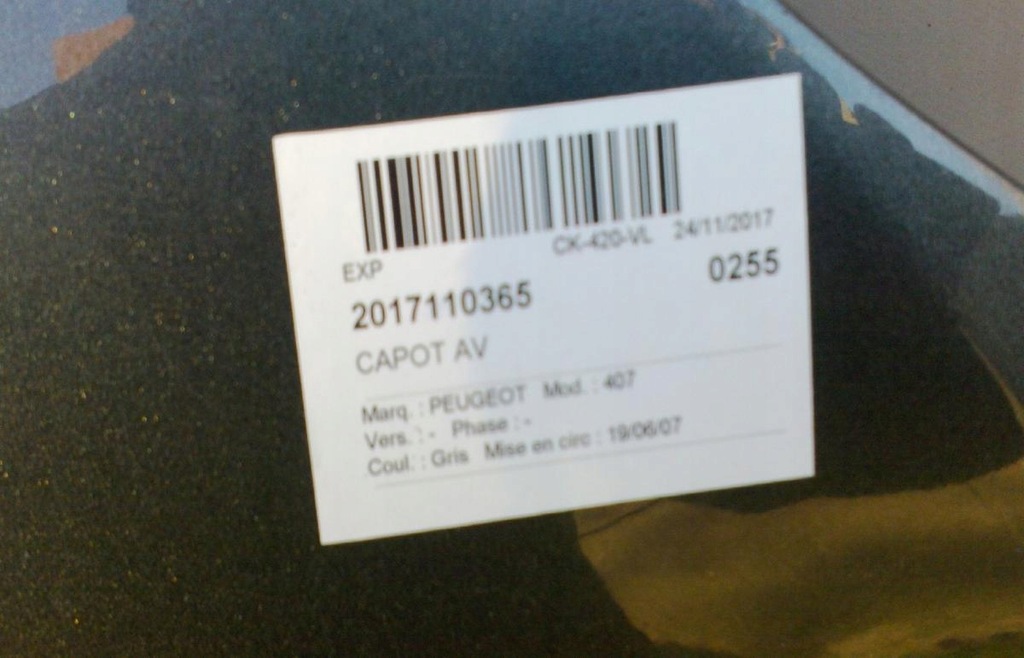 CK-420-VL 24/11/2017
EXP
2017110365 0255
CAPOT AV
Marq. : PEUGEOT Mod. : 407
Vers. : - Phase : -
Coul. : Gris Mise en circ : 19/06/07